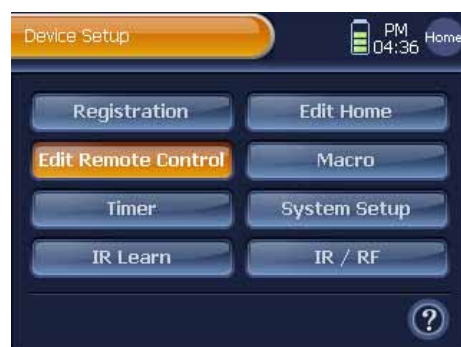 Device Setup
PM
04:36
Home
Registration
Edit Home
Edit Remote Control
Macro
Timer
System Setup
IR Learn
IR / RF
?